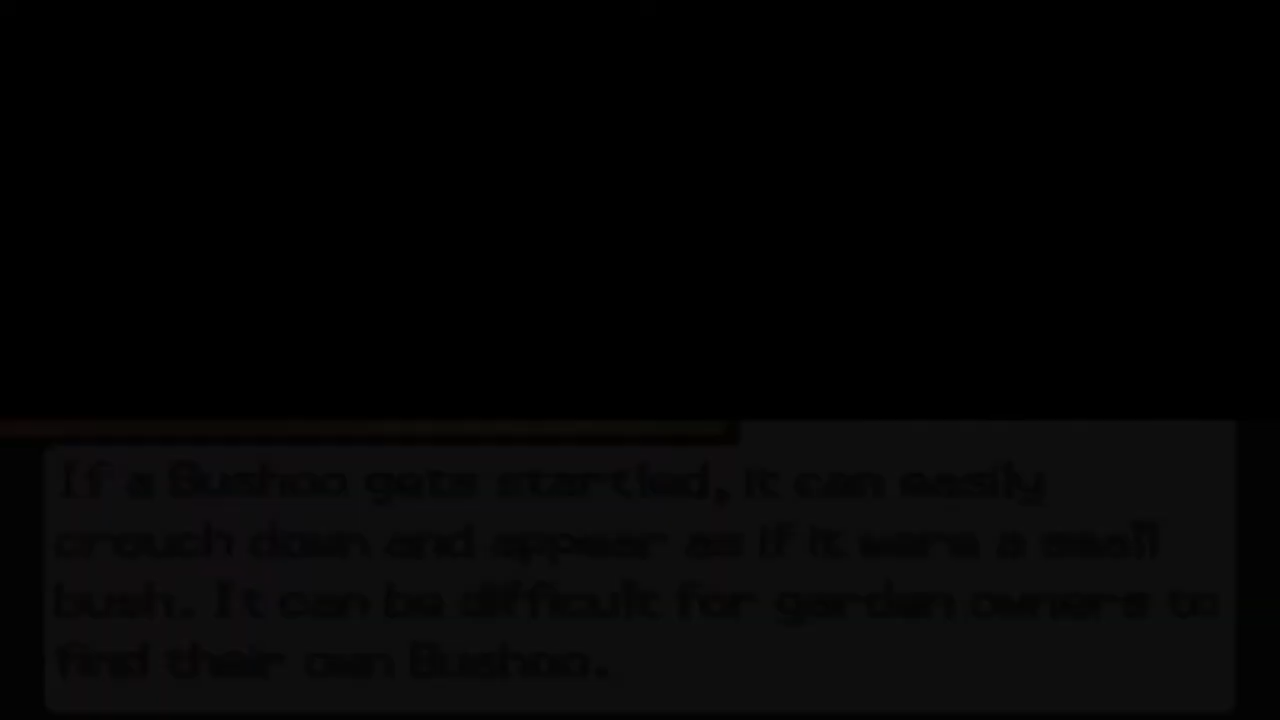 If a Bushoo gets startled, it can easily
crouch down and appear as if it were a small
bush. It can be difficult for garden owners to
find their own Bushoo.